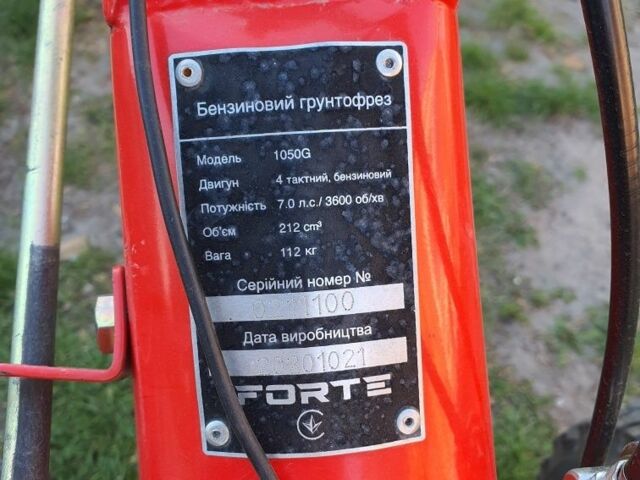 Бензиновий грунтофрез
Модель 1050G
Двигун 4 тактний, бензиновий
Потужність 7.0 л.с./ 3600 об/хв
Об'єм 212 cm³
Вага 112 кг
Серійний номер №
Дата виробництва
FORTE